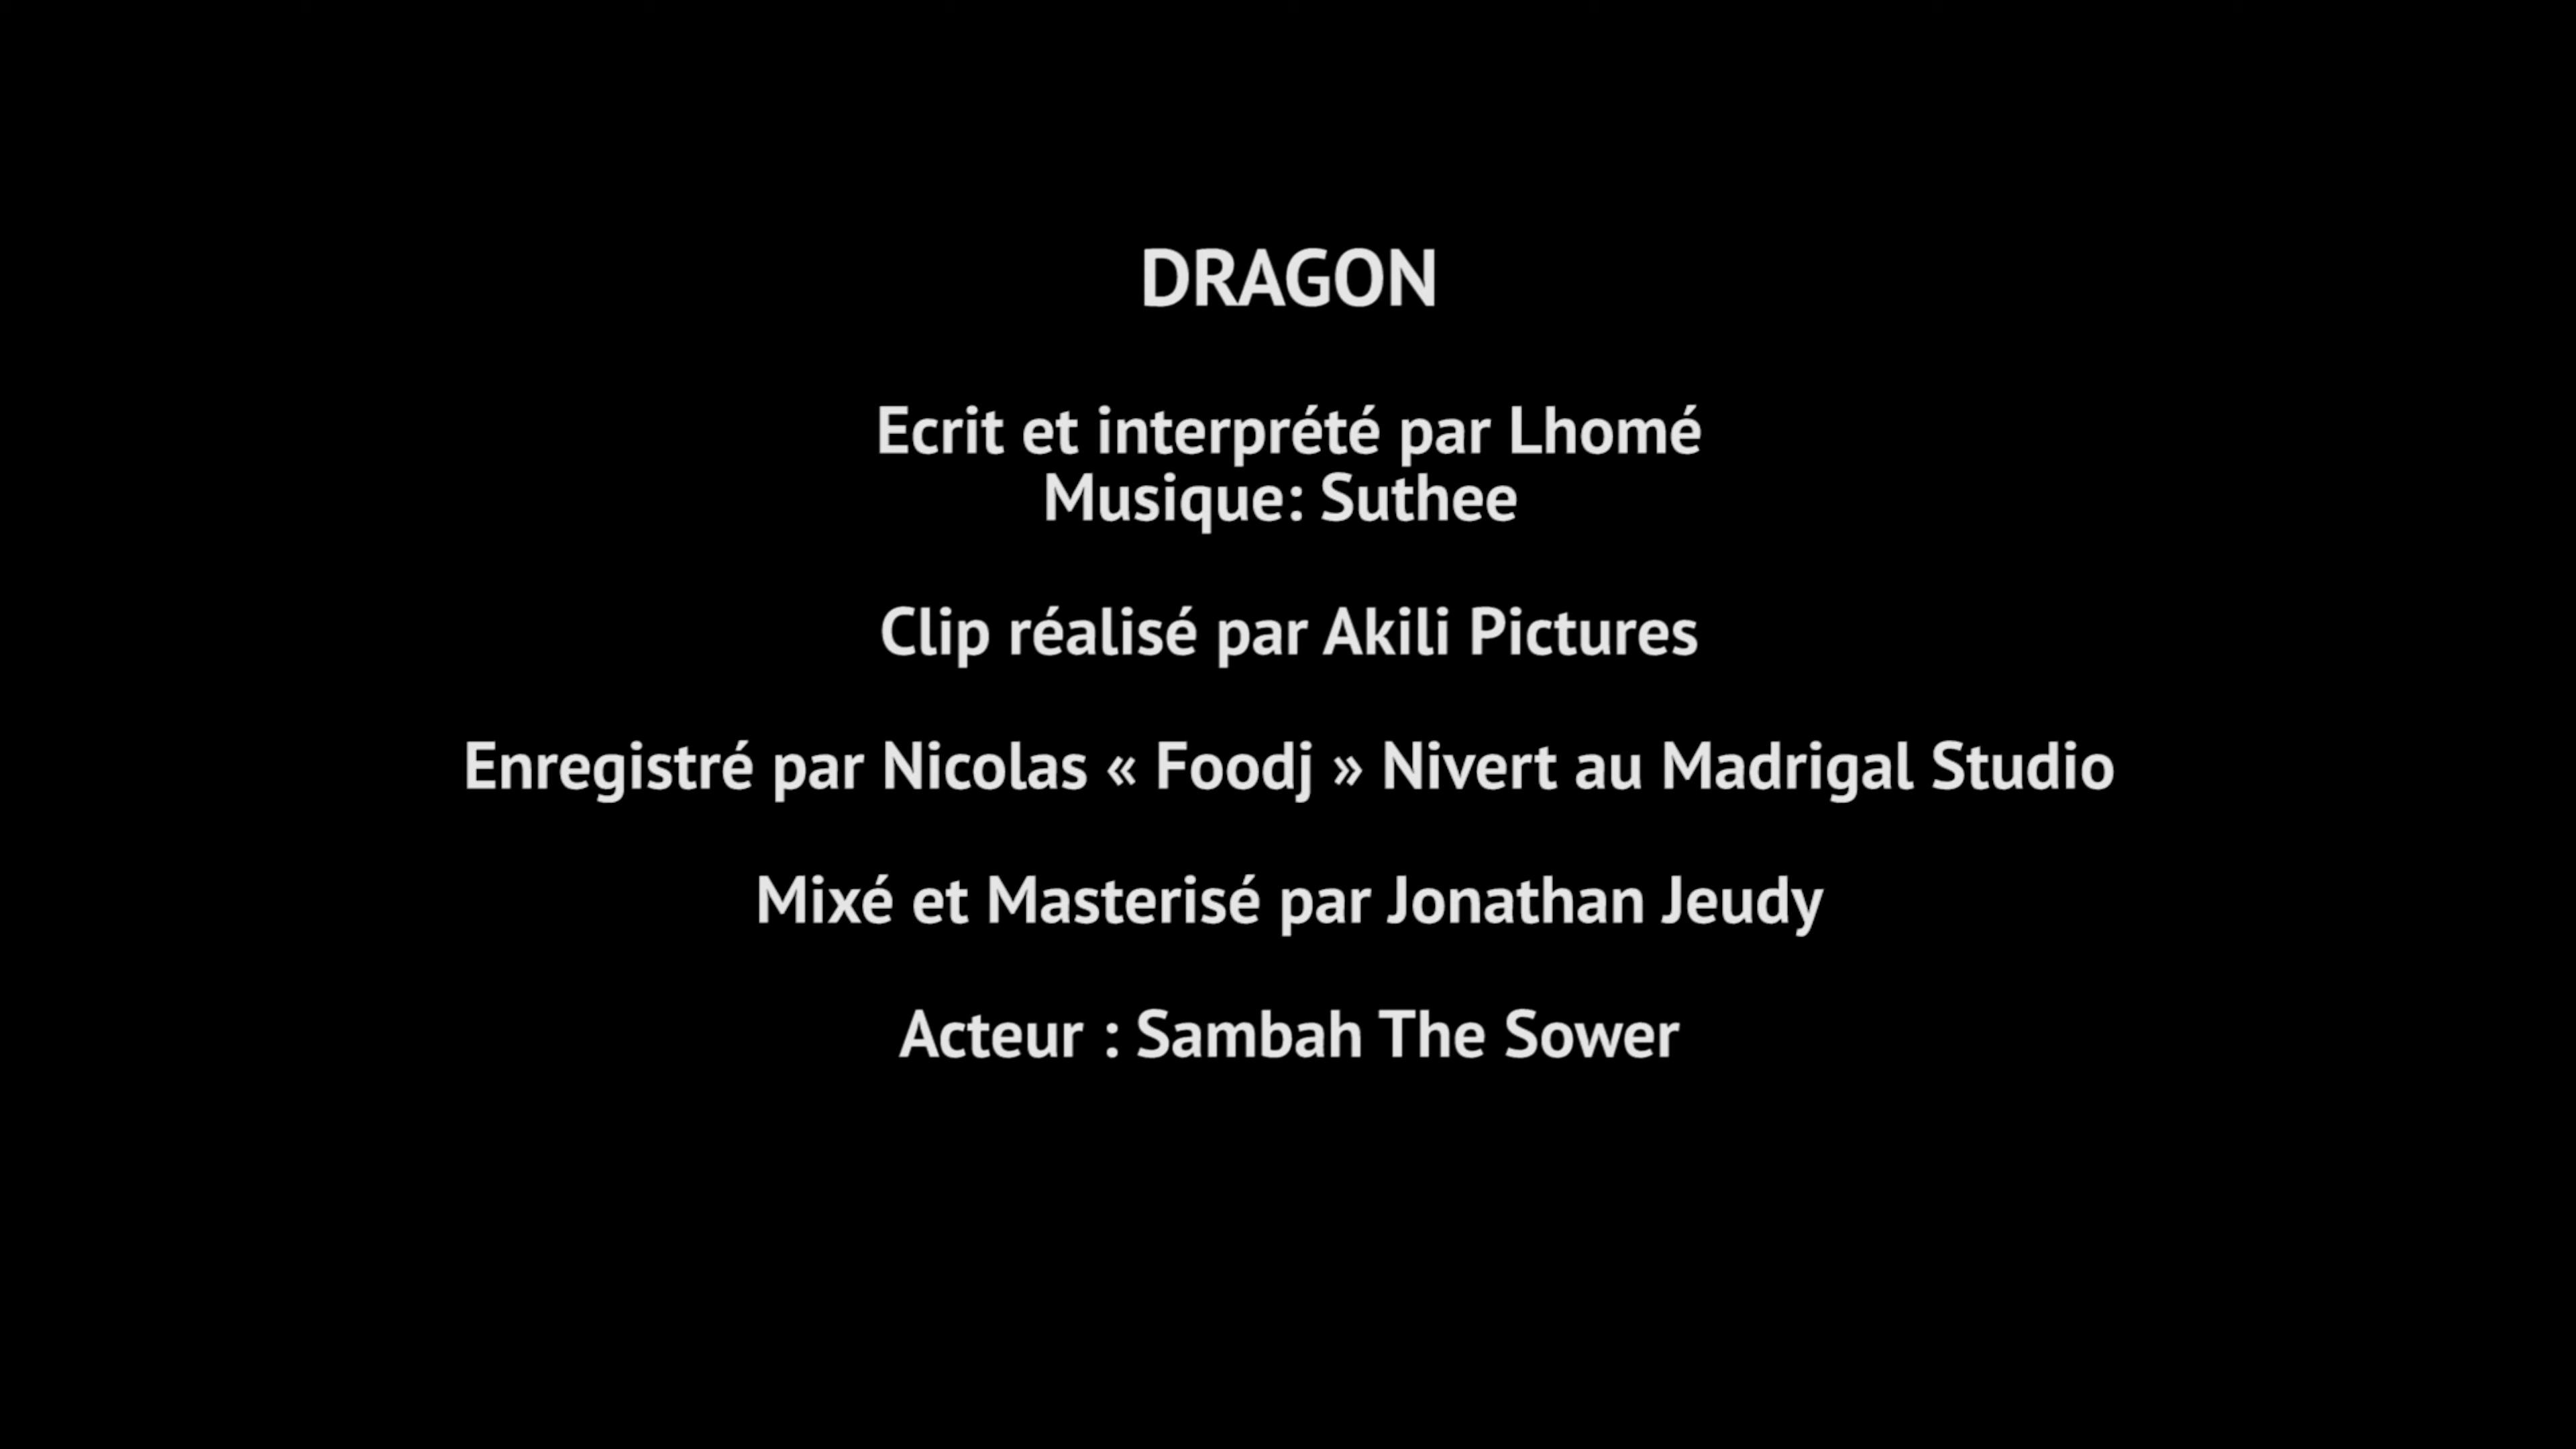 DRAGON
Ecrit et interprété par Lhomé
Musique: Suthee
Clip réalisé par Akili Pictures
Enregistré par Nicolas « Foodj » Nivert au Madrigal Studio
Mixé et Masterisé par Jonathan Jeudy
Acteur : Sambah The Sower